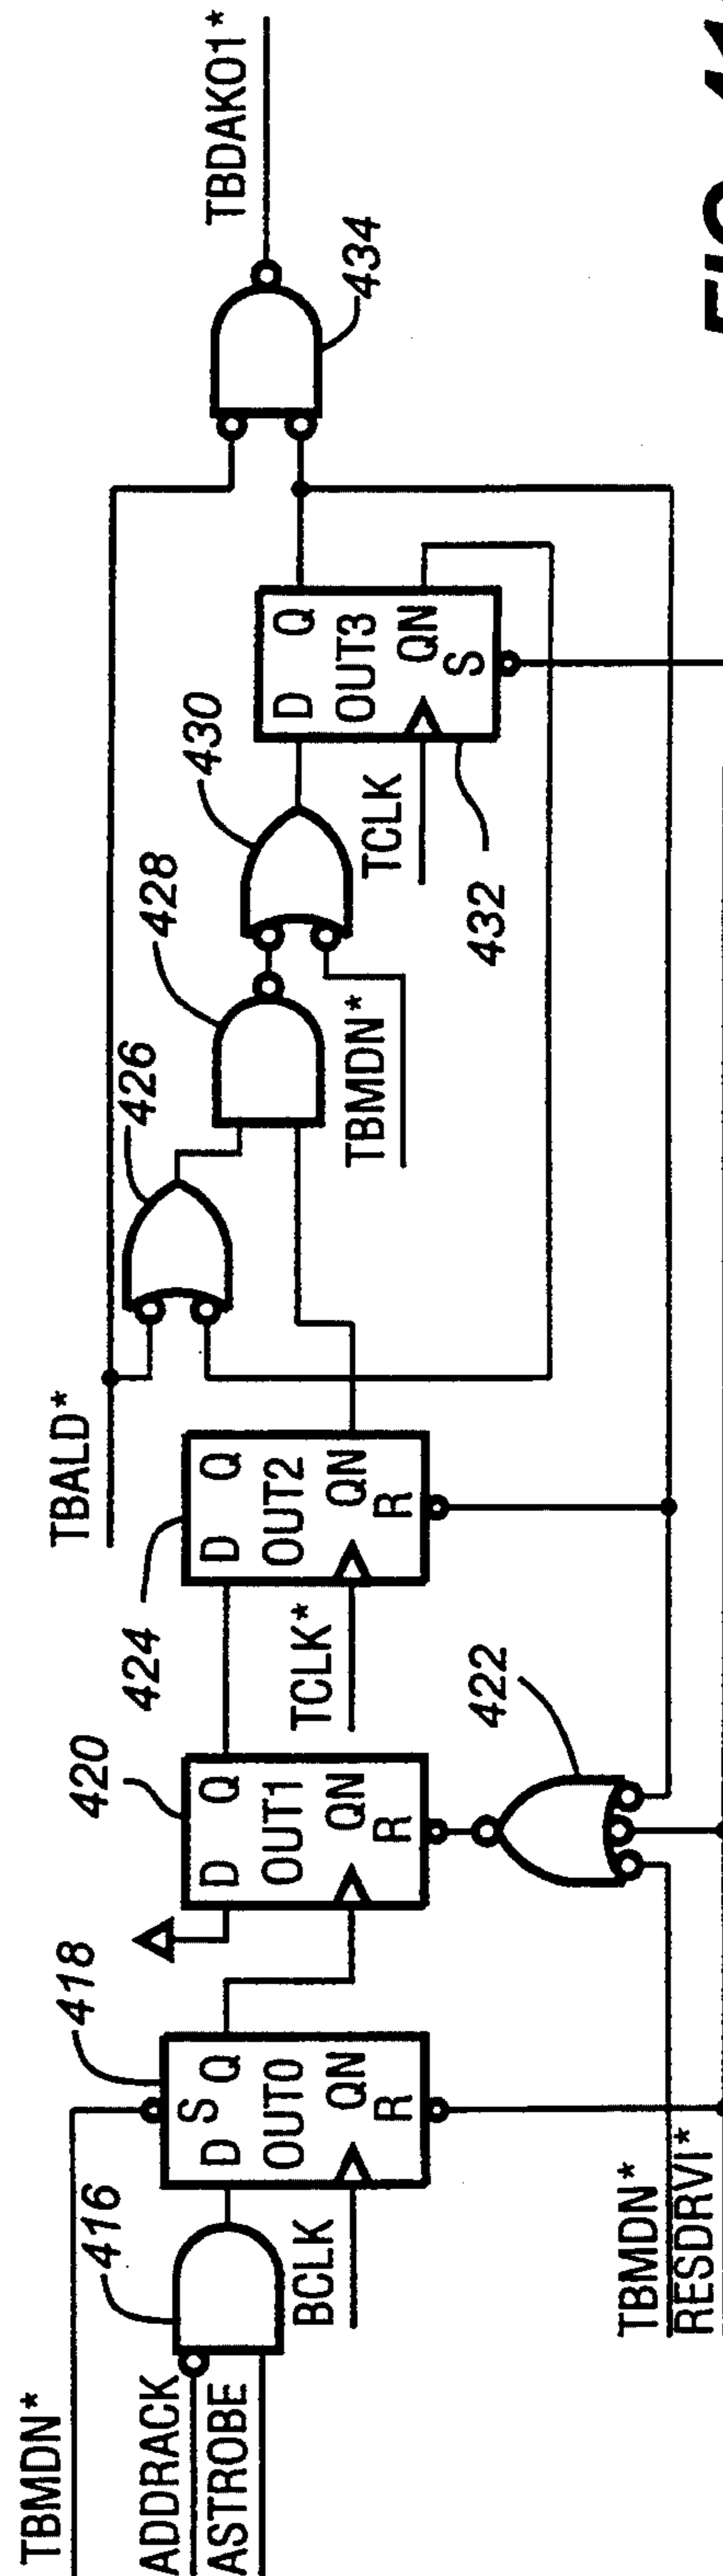 TBMDN*
ADDRACK
ASTROBE
416
BCLK
418
S
D Q
OUT0
QN
R
TBMDN*
RESDRVI*
420
D Q
OUT1
QN
R
422
TBALD*
424
D Q
OUT2
QN
R
TCLK*
426
428
TBMDN*
430
TCLK
D Q
OUT3
QN
S
432
434
TBDAKO1*